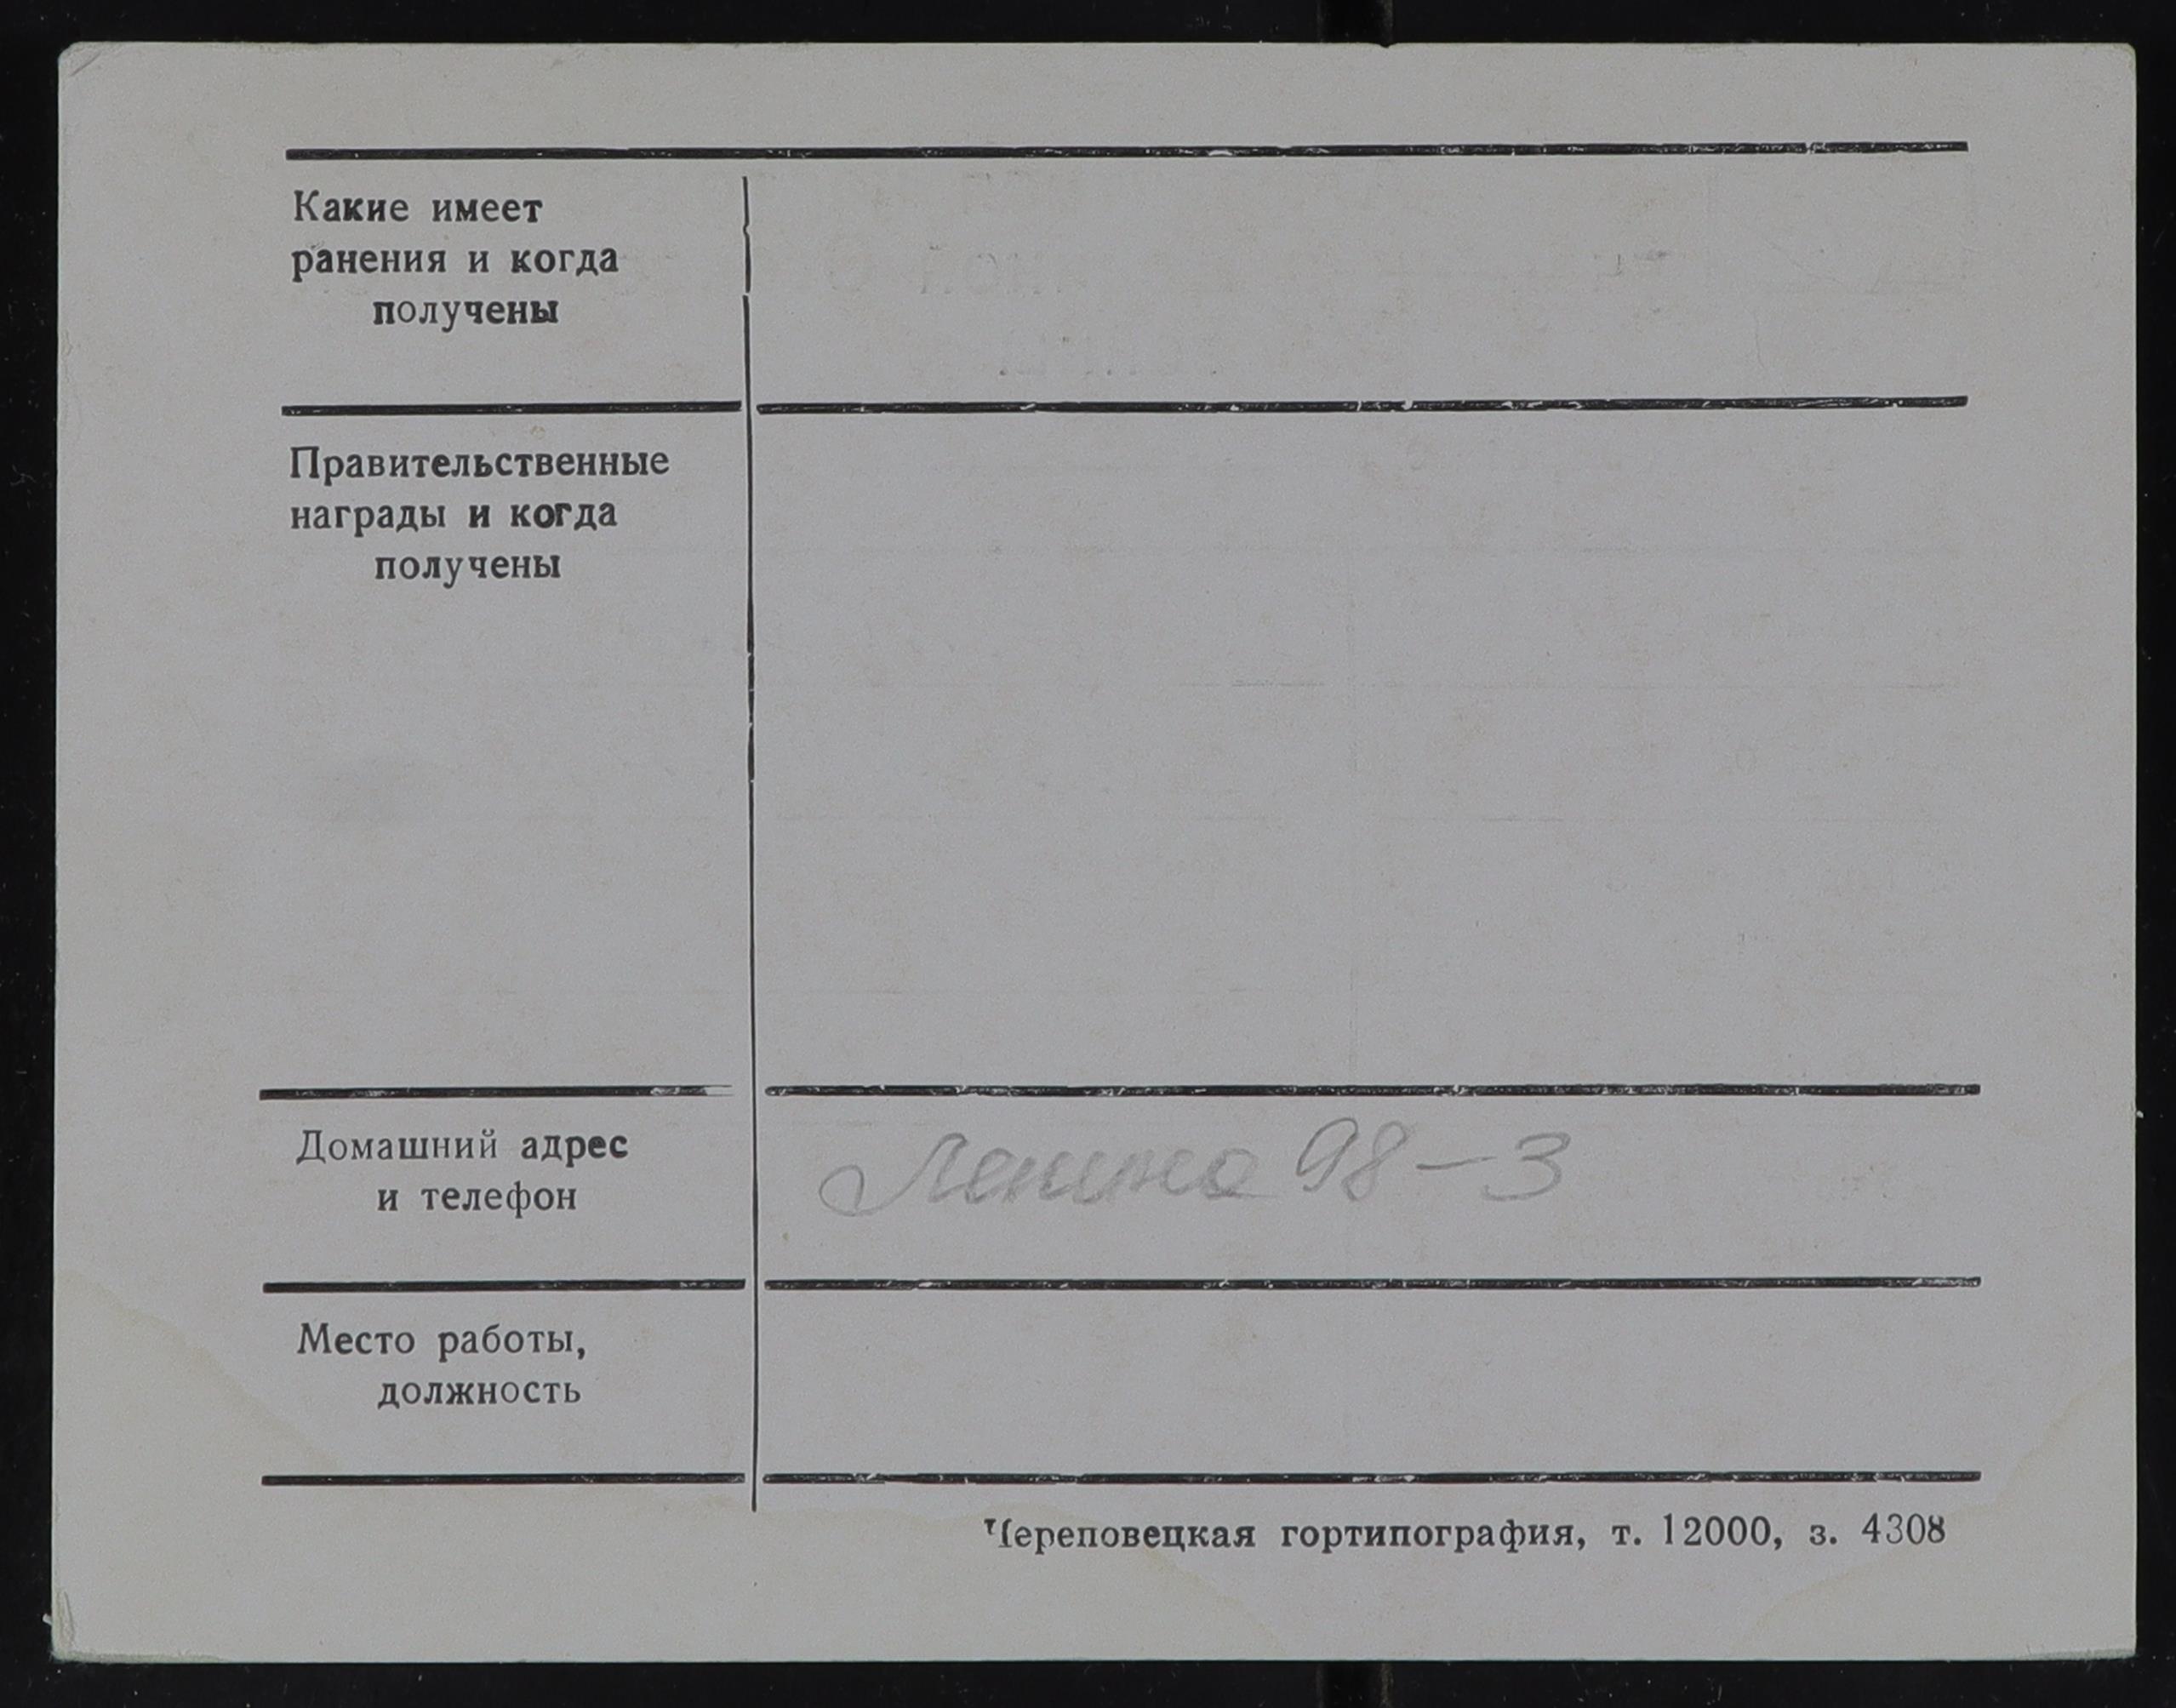 Какие имеет
ранения и когда
получены
Правительственные
награды и когда
получены
Домашний адрес
и телефон
Ленина 98-3
Место работы,
должность
Череповецкая гортипография, т. 12000, з. 4308